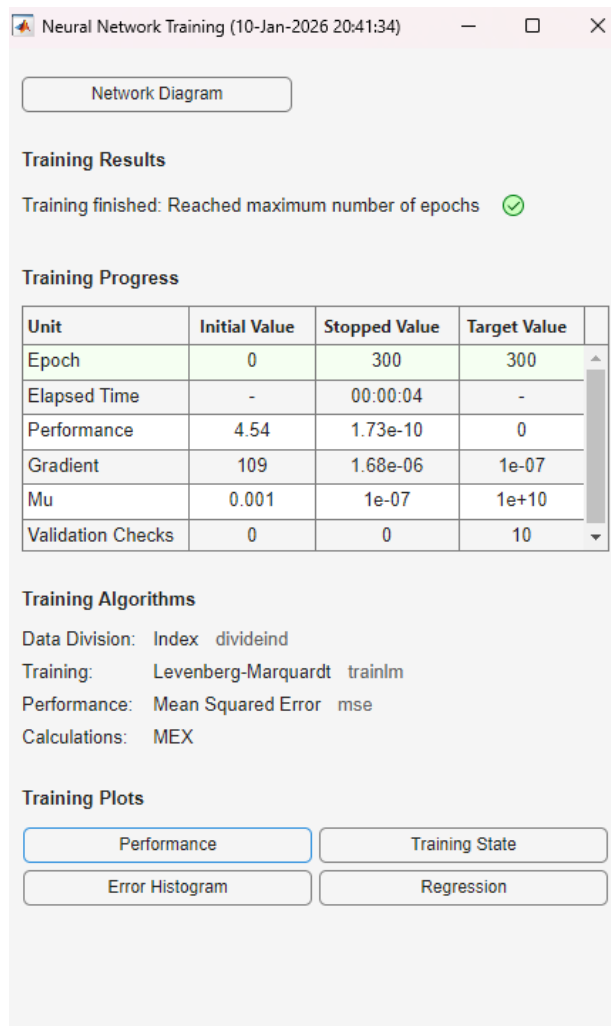 Neural Network Training (10-Jan-2026 20:41:34)
Network Diagram
Training Results
Training finished: Reached maximum number of epochs
Training Progress
Unit Initial Value Stopped Value Target Value
Epoch 0 300 300
Elapsed Time - 00:00:04 -
Performance 4.54 1.73e-10 0
Gradient 109 1.68e-06 1e-07
Mu 0.001 1e-07 1e+10
Validation Checks 0 0 10
Training Algorithms
Data Division: Index divideind
Training: Levenberg-Marquardt trainlm
Performance: Mean Squared Error mse
Calculations: MEX
Training Plots
Performance Training State
Error Histogram Regression